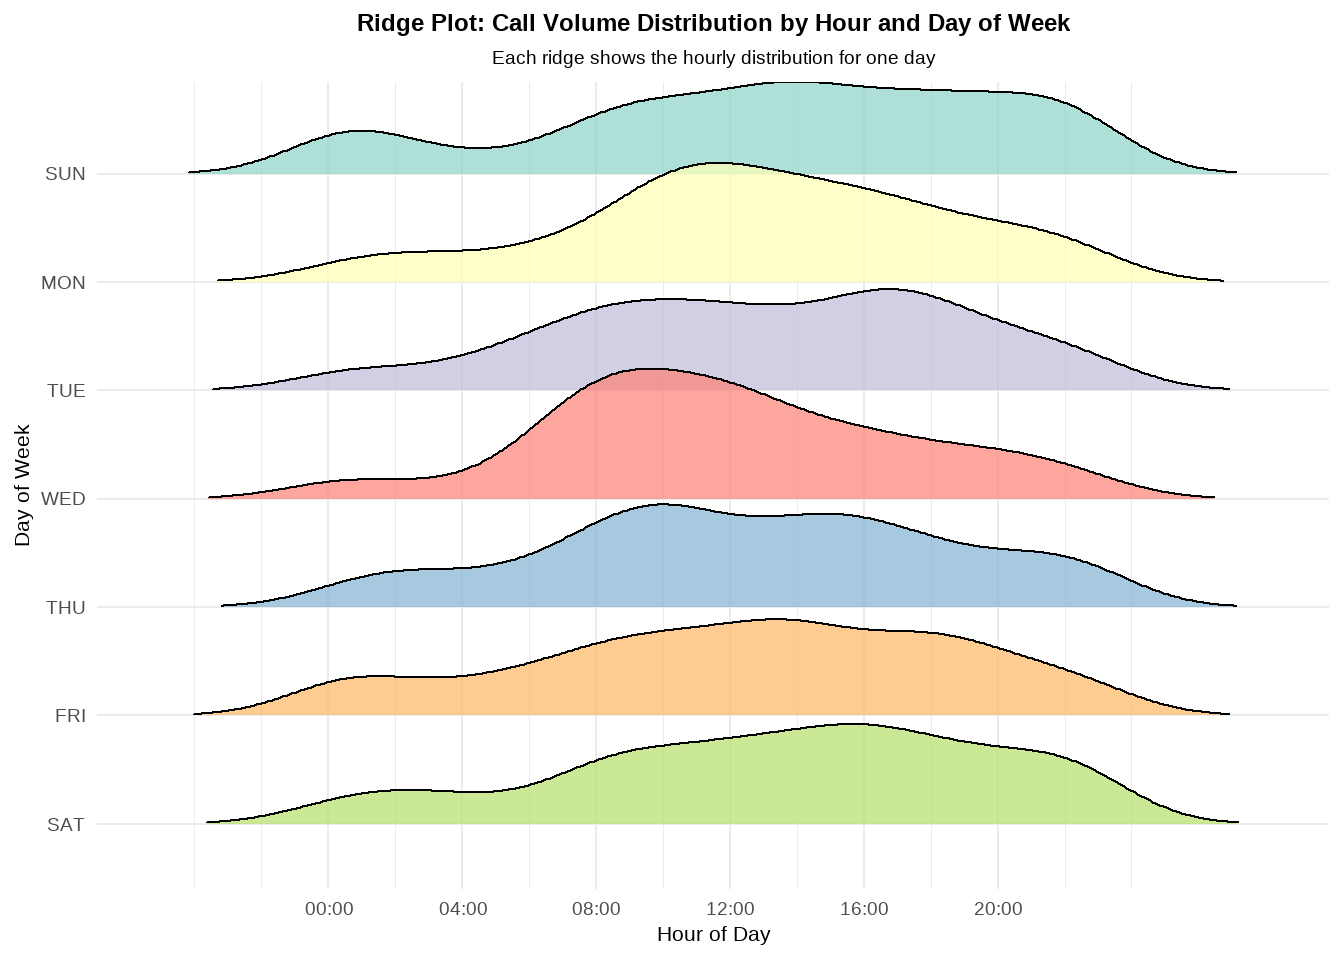 Ridge Plot: Call Volume Distribution by Hour and Day of Week
Each ridge shows the hourly distribution for one day
Day of Week
SUN
MON
TUE
WED
THU
FRI
SAT
00:00 04:00 08:00 12:00 16:00 20:00
Hour of Day